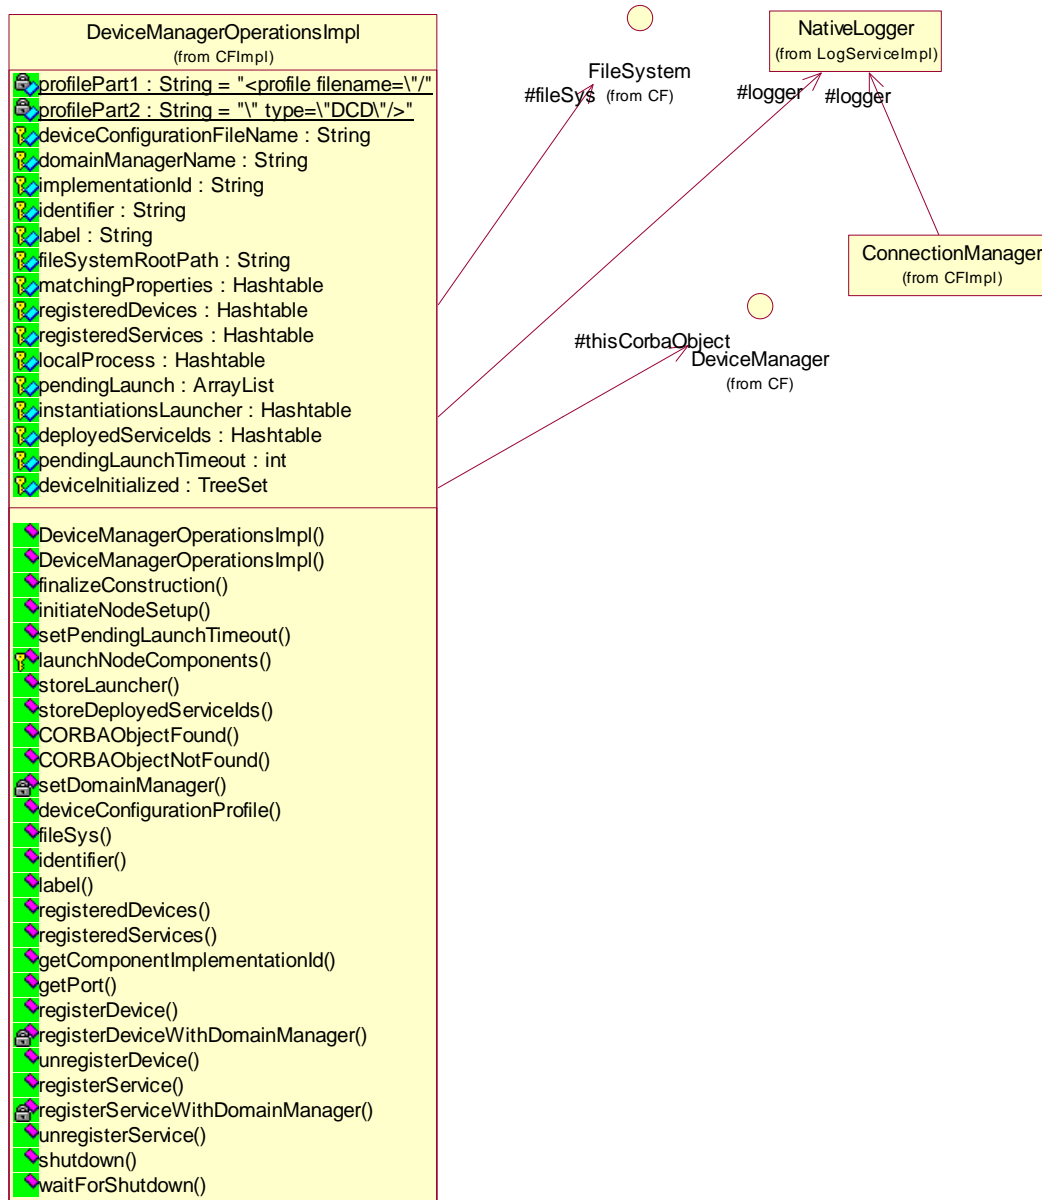 DeviceManagerOperationsImpl
(from CFImpl)
profilePart1 : String = "<profile filename=\"/"
profilePart2 : String = "\" type=\"DCD\"/>"
deviceConfigurationFileName : String
domainManagerName : String
implementationId : String
identifier : String
label : String
fileSystemRootPath : String
matchingProperties : Hashtable
registeredDevices : Hashtable
registeredServices : Hashtable
localProcess : Hashtable
pendingLaunch : ArrayList
instantiationsLauncher : Hashtable
deployedServiceIds : Hashtable
pendingLaunchTimeout : int
deviceInitialized : TreeSet
DeviceManagerOperationsImpl()
DeviceManagerOperationsImpl()
finalizeConstruction()
initiateNodeSetup()
setPendingLaunchTimeout()
launchNodeComponents()
storeLauncher()
storeDeployedServiceIds()
CORBAObjectFound()
CORBAObjectNotFound()
setDomainManager()
deviceConfigurationProfile()
fileSys()
identifier()
label()
registeredDevices()
registeredServices()
getComponentImplementationId()
getPort()
registerDevice()
registerDeviceWithDomainManager()
unregisterDevice()
registerService()
registerServiceWithDomainManager()
unregisterService()
shutdown()
waitForShutdown()
FileSystem
(from CF)
#fileSys
NativeLogger
(from LogServiceImpl)
#logger
#logger
ConnectionManager
(from CFImpl)
#thisCorbaObject
DeviceManager
(from CF)